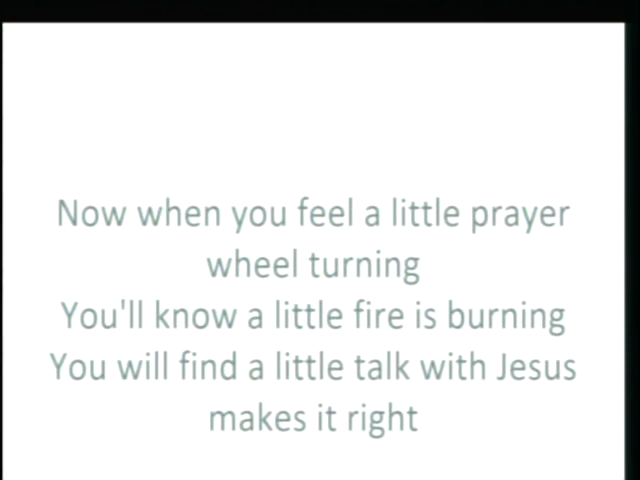 Now when you feel a little prayer
wheel turning
You'll know a little fire is burning
You will find a little talk with Jesus
makes it right